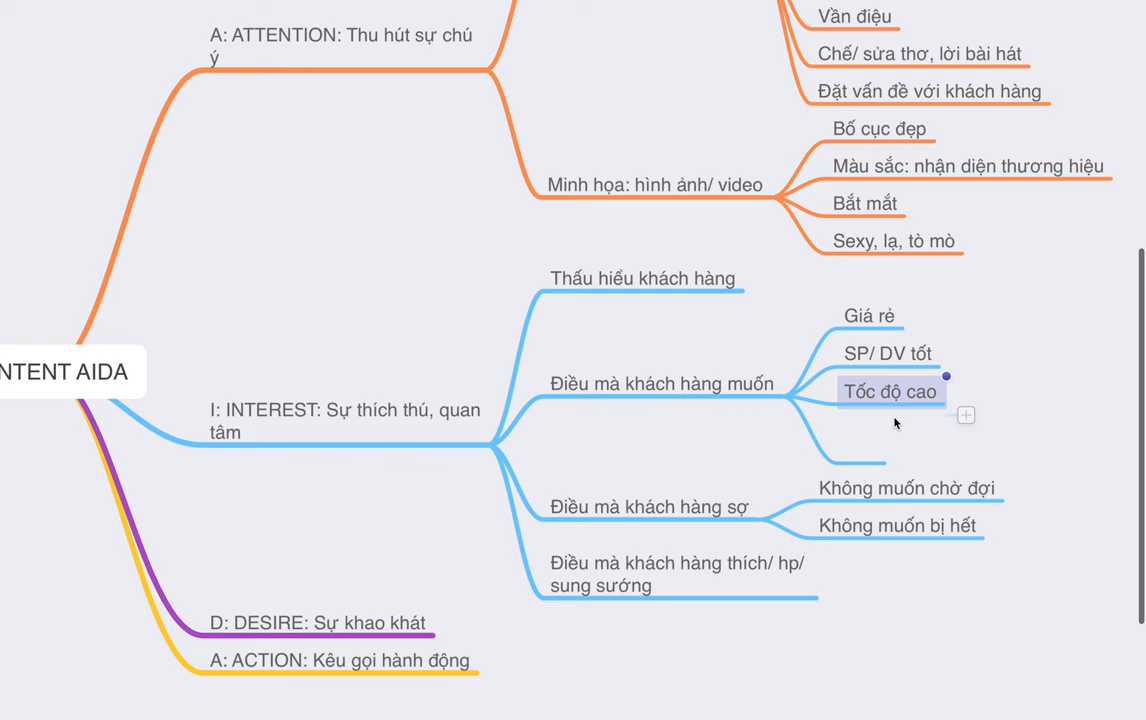 Vần điệu
A: ATTENTION: Thu hút sự chú
ý
Chế/ sửa thơ, lời bài hát
Đặt vấn đề với khách hàng
Bố cục đẹp
Màu sắc: nhận diện thương hiệu
Minh họa: hình ảnh/ video
Bắt mắt
Sexy, lạ, tò mò
Thấu hiểu khách hàng
Giá rẻ
SP/ DV tốt
NTENT AIDA
Điều mà khách hàng muốn
Tốc độ cao
I: INTEREST: Sự thích thú, quan
tâm
Không muốn chờ đợi
Điều mà khách hàng sợ
Không muốn bị hết
Điều mà khách hàng thích/ hp/
sung sướng
D: DESIRE: Sự khao khát
A: ACTION: Kêu gọi hành động